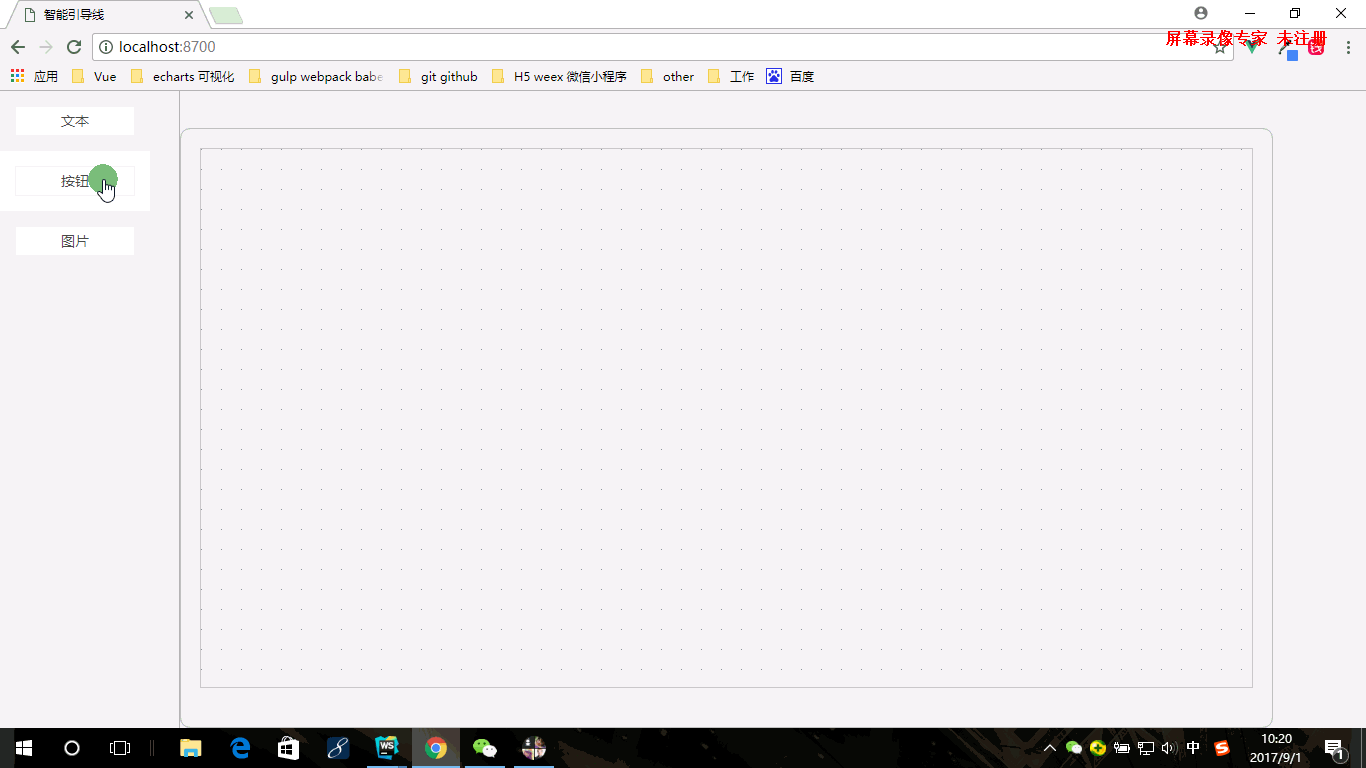 智能引导线
localhost:8700
屏幕录像专家 未注册
应用 Vue echarts 可视化 gulp webpack babe git github H5 weex 微信小程序 other 工作 百度
文本
按钮
图片
WS
中
10:20
2017/9/1
1